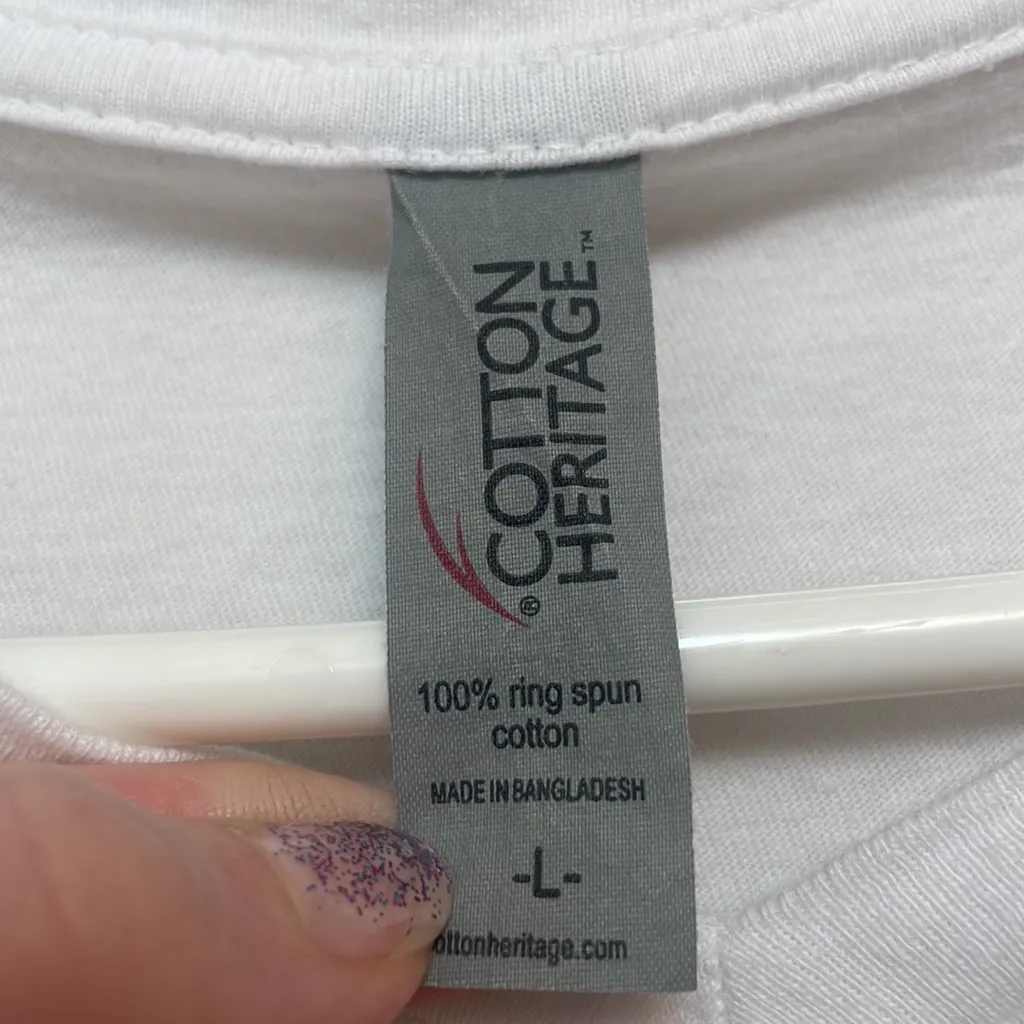 COTTON
HERITAGE™
®
100% ring spun
cotton
MADE IN BANGLADESH
-L-
ottonheritage.com